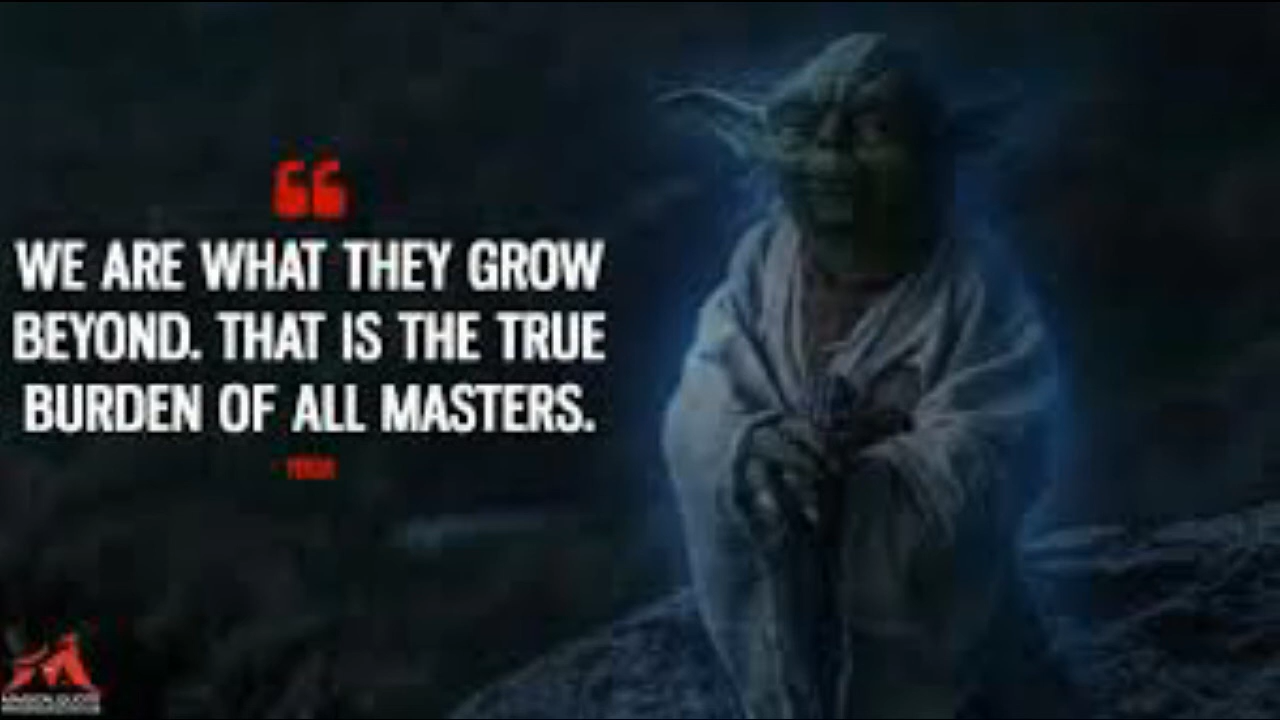 WE ARE WHAT THEY GROW
BEYOND. THAT IS THE TRUE
BURDEN OF ALL MASTERS.